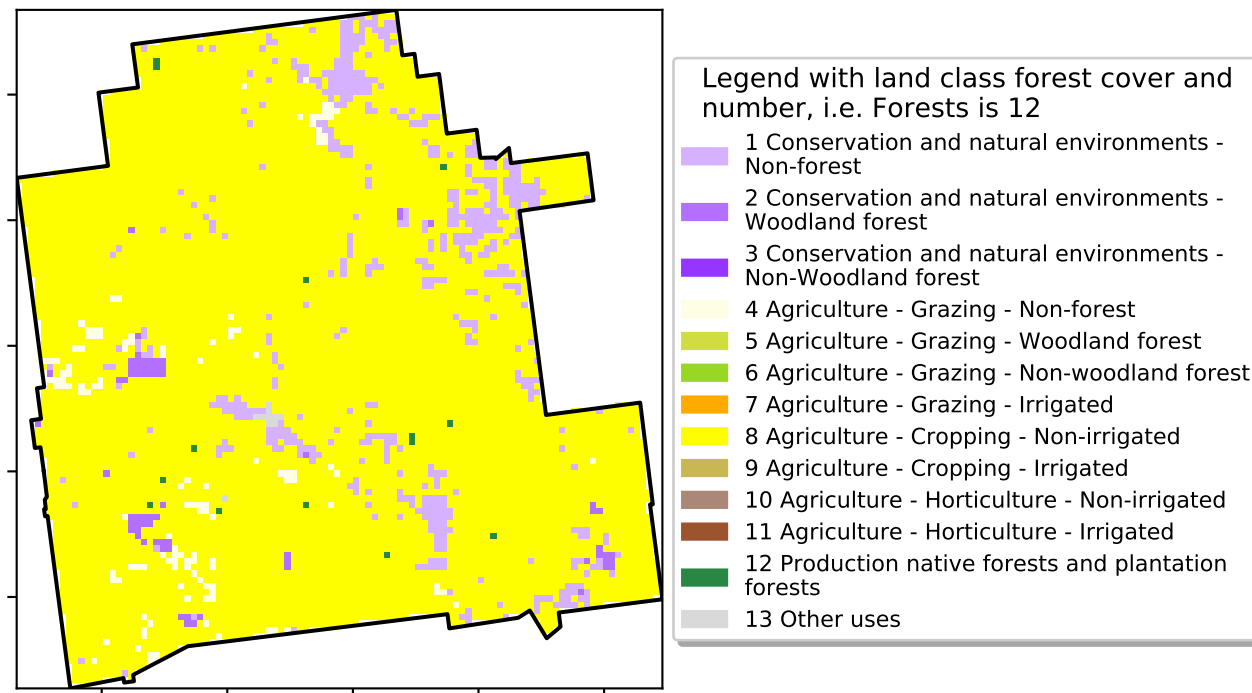 Legend with land class forest cover and
number, i.e. Forests is 12
1 Conservation and natural environments -
Non-forest
2 Conservation and natural environments -
Woodland forest
3 Conservation and natural environments -
Non-Woodland forest
4 Agriculture - Grazing - Non-forest
5 Agriculture - Grazing - Woodland forest
6 Agriculture - Grazing - Non-woodland forest
7 Agriculture - Grazing - Irrigated
8 Agriculture - Cropping - Non-irrigated
9 Agriculture - Cropping - Irrigated
10 Agriculture - Horticulture - Non-irrigated
11 Agriculture - Horticulture - Irrigated
12 Production native forests and plantation
forests
13 Other uses